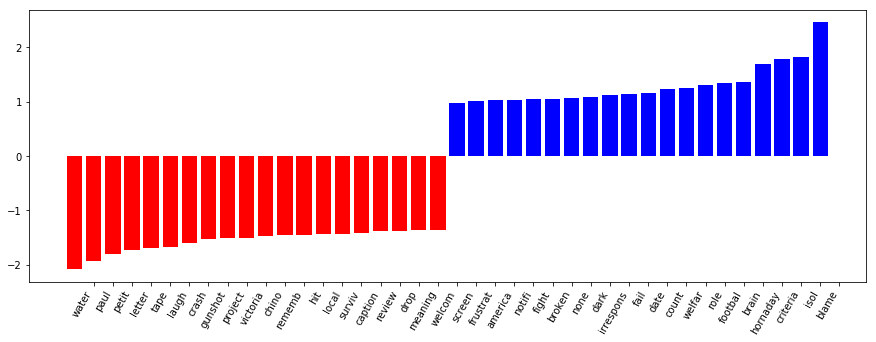 2
1
0
−1
−2
water
paul
petit
letter
tape
laugh
crash
gunshot
project
victoria
chino
rememb
hit
local
surviv
caption
review
drop
meaning
welcom
screen
frustrat
america
notifi
fight
broken
none
dark
irrespons
fail
date
count
welfar
role
footbal
brain
hornaday
criteria
isol
blame